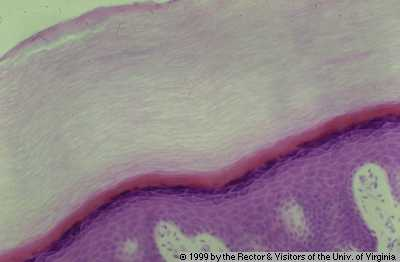 © 1999 by the Rector & Visitors of the Univ. of Virginia